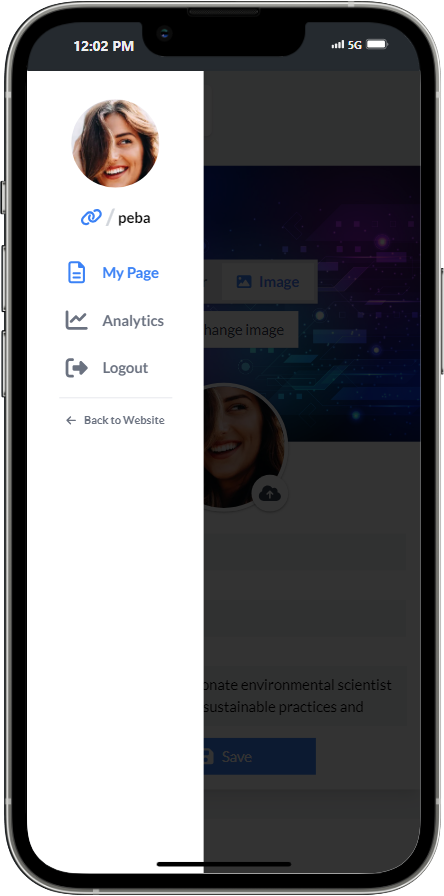 12:02 PM 5G
/ peba
My Page
Analytics
Logout
← Back to Website
Image
hange image
onate environmental scientist
sustainable practices and
Save